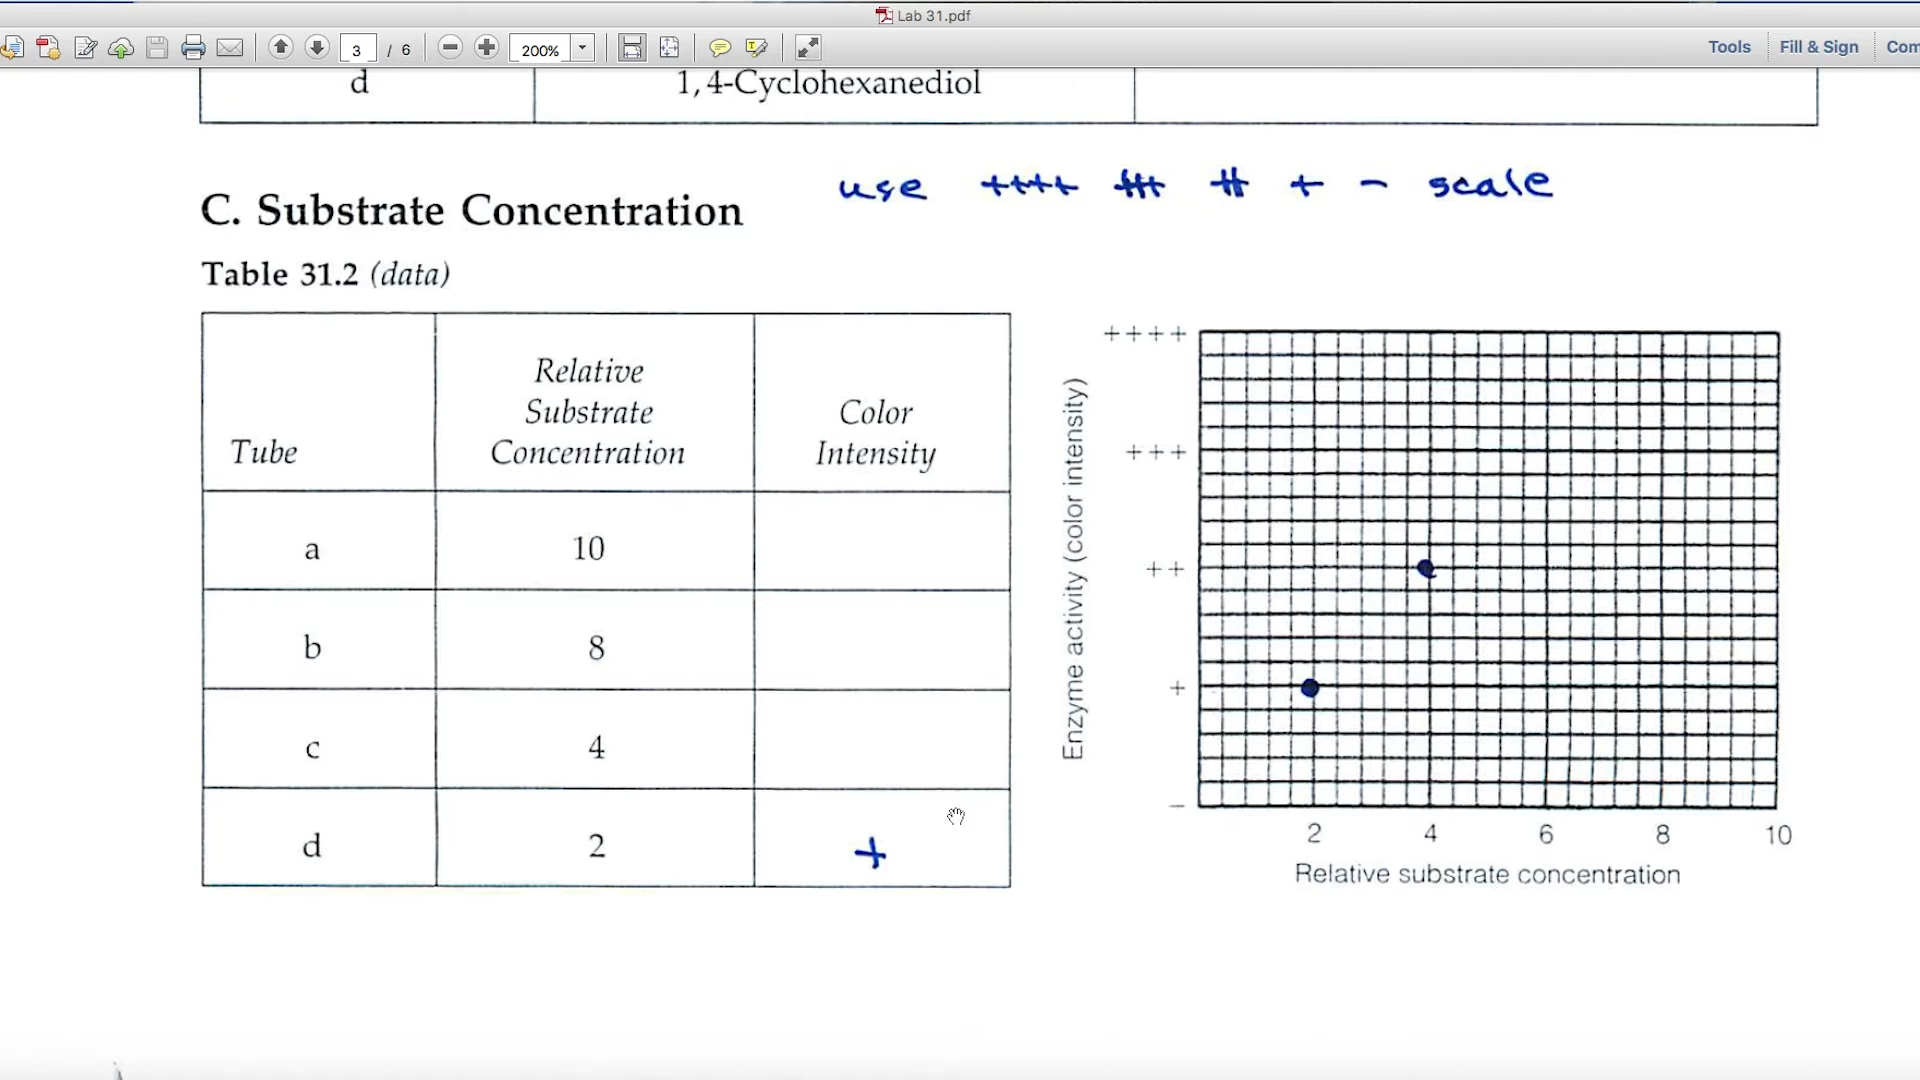 Lab 31.pdf
3 / 6 200% Tools Fill & Sign Com
d 1,4-Cyclohexanediol
use ++++ +++ ++ + - scale
C. Substrate Concentration
Table 31.2 (data)
Tube Relative Substrate Concentration Color Intensity
a 10
b 8
c 4
d 2 +
Enzyme activity (color intensity)
++++
+++
++
+
−
2 4 6 8 10
Relative substrate concentration